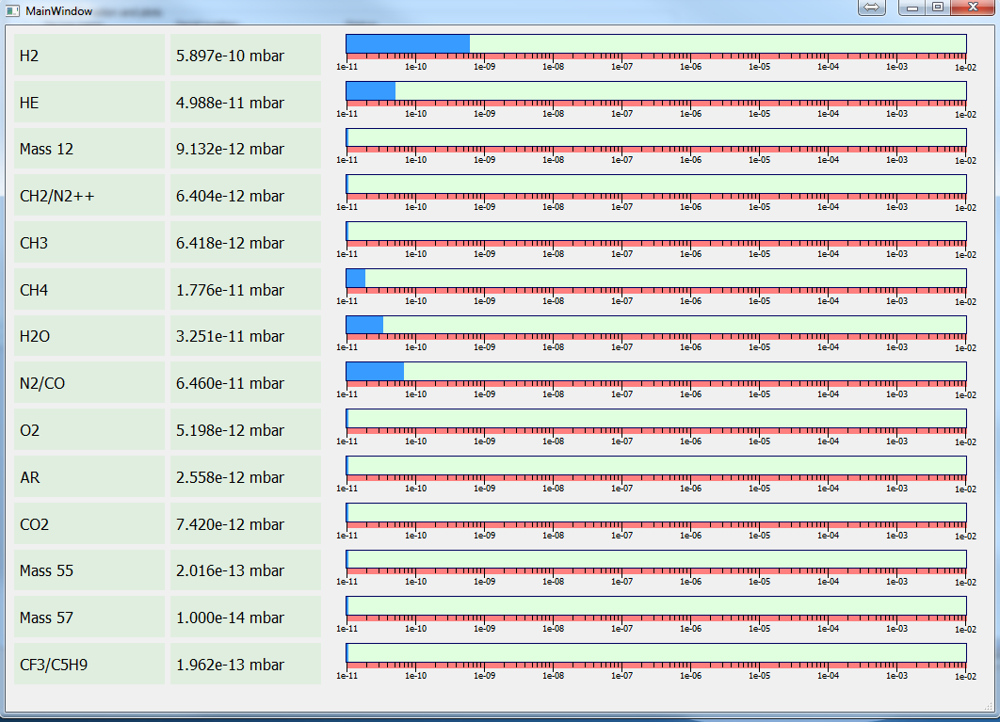 MainWindow
H2 5.897e-10 mbar
1e-11 1e-10 1e-09 1e-08 1e-07 1e-06 1e-05 1e-04 1e-03 1e-02
HE 4.988e-11 mbar
1e-11 1e-10 1e-09 1e-08 1e-07 1e-06 1e-05 1e-04 1e-03 1e-02
Mass 12 9.132e-12 mbar
1e-11 1e-10 1e-09 1e-08 1e-07 1e-06 1e-05 1e-04 1e-03 1e-02
CH2/N2++ 6.404e-12 mbar
1e-11 1e-10 1e-09 1e-08 1e-07 1e-06 1e-05 1e-04 1e-03 1e-02
CH3 6.418e-12 mbar
1e-11 1e-10 1e-09 1e-08 1e-07 1e-06 1e-05 1e-04 1e-03 1e-02
CH4 1.776e-11 mbar
1e-11 1e-10 1e-09 1e-08 1e-07 1e-06 1e-05 1e-04 1e-03 1e-02
H2O 3.251e-11 mbar
1e-11 1e-10 1e-09 1e-08 1e-07 1e-06 1e-05 1e-04 1e-03 1e-02
N2/CO 6.460e-11 mbar
1e-11 1e-10 1e-09 1e-08 1e-07 1e-06 1e-05 1e-04 1e-03 1e-02
O2 5.198e-12 mbar
1e-11 1e-10 1e-09 1e-08 1e-07 1e-06 1e-05 1e-04 1e-03 1e-02
AR 2.558e-12 mbar
1e-11 1e-10 1e-09 1e-08 1e-07 1e-06 1e-05 1e-04 1e-03 1e-02
CO2 7.420e-12 mbar
1e-11 1e-10 1e-09 1e-08 1e-07 1e-06 1e-05 1e-04 1e-03 1e-02
Mass 55 2.016e-13 mbar
1e-11 1e-10 1e-09 1e-08 1e-07 1e-06 1e-05 1e-04 1e-03 1e-02
Mass 57 1.000e-14 mbar
1e-11 1e-10 1e-09 1e-08 1e-07 1e-06 1e-05 1e-04 1e-03 1e-02
CF3/C5H9 1.962e-13 mbar
1e-11 1e-10 1e-09 1e-08 1e-07 1e-06 1e-05 1e-04 1e-03 1e-02